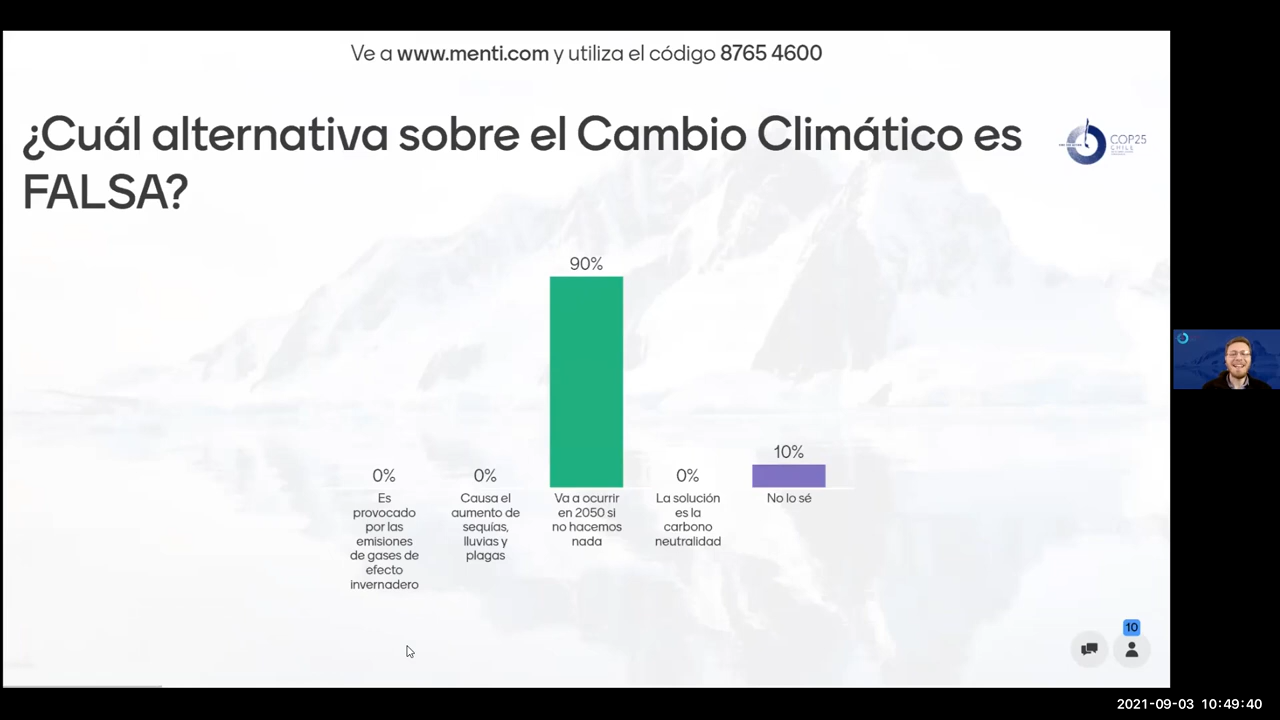 Ve a www.menti.com y utiliza el código 8765 4600
¿Cuál alternativa sobre el Cambio Climático es
FALSA?
COP25
CHILE
90%
10%
0%
0%
0%
Es
provocado
por las
emisiones
de gases de
efecto
invernadero
Causa el
aumento de
sequías,
lluvias y
plagas
Va a ocurrir
en 2050 si
no hacemos
nada
La solución
es la
carbono
neutralidad
No lo sé
10
2021-09-03 10:49:40